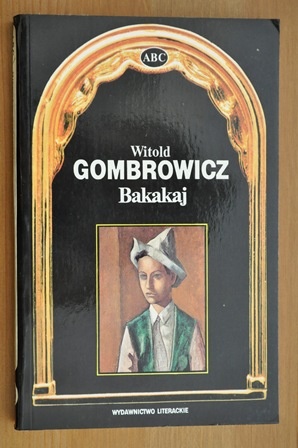 ABC
Witold
GOMBROWICZ
Bakakaj
WYDAWNICTWO LITERACKIE